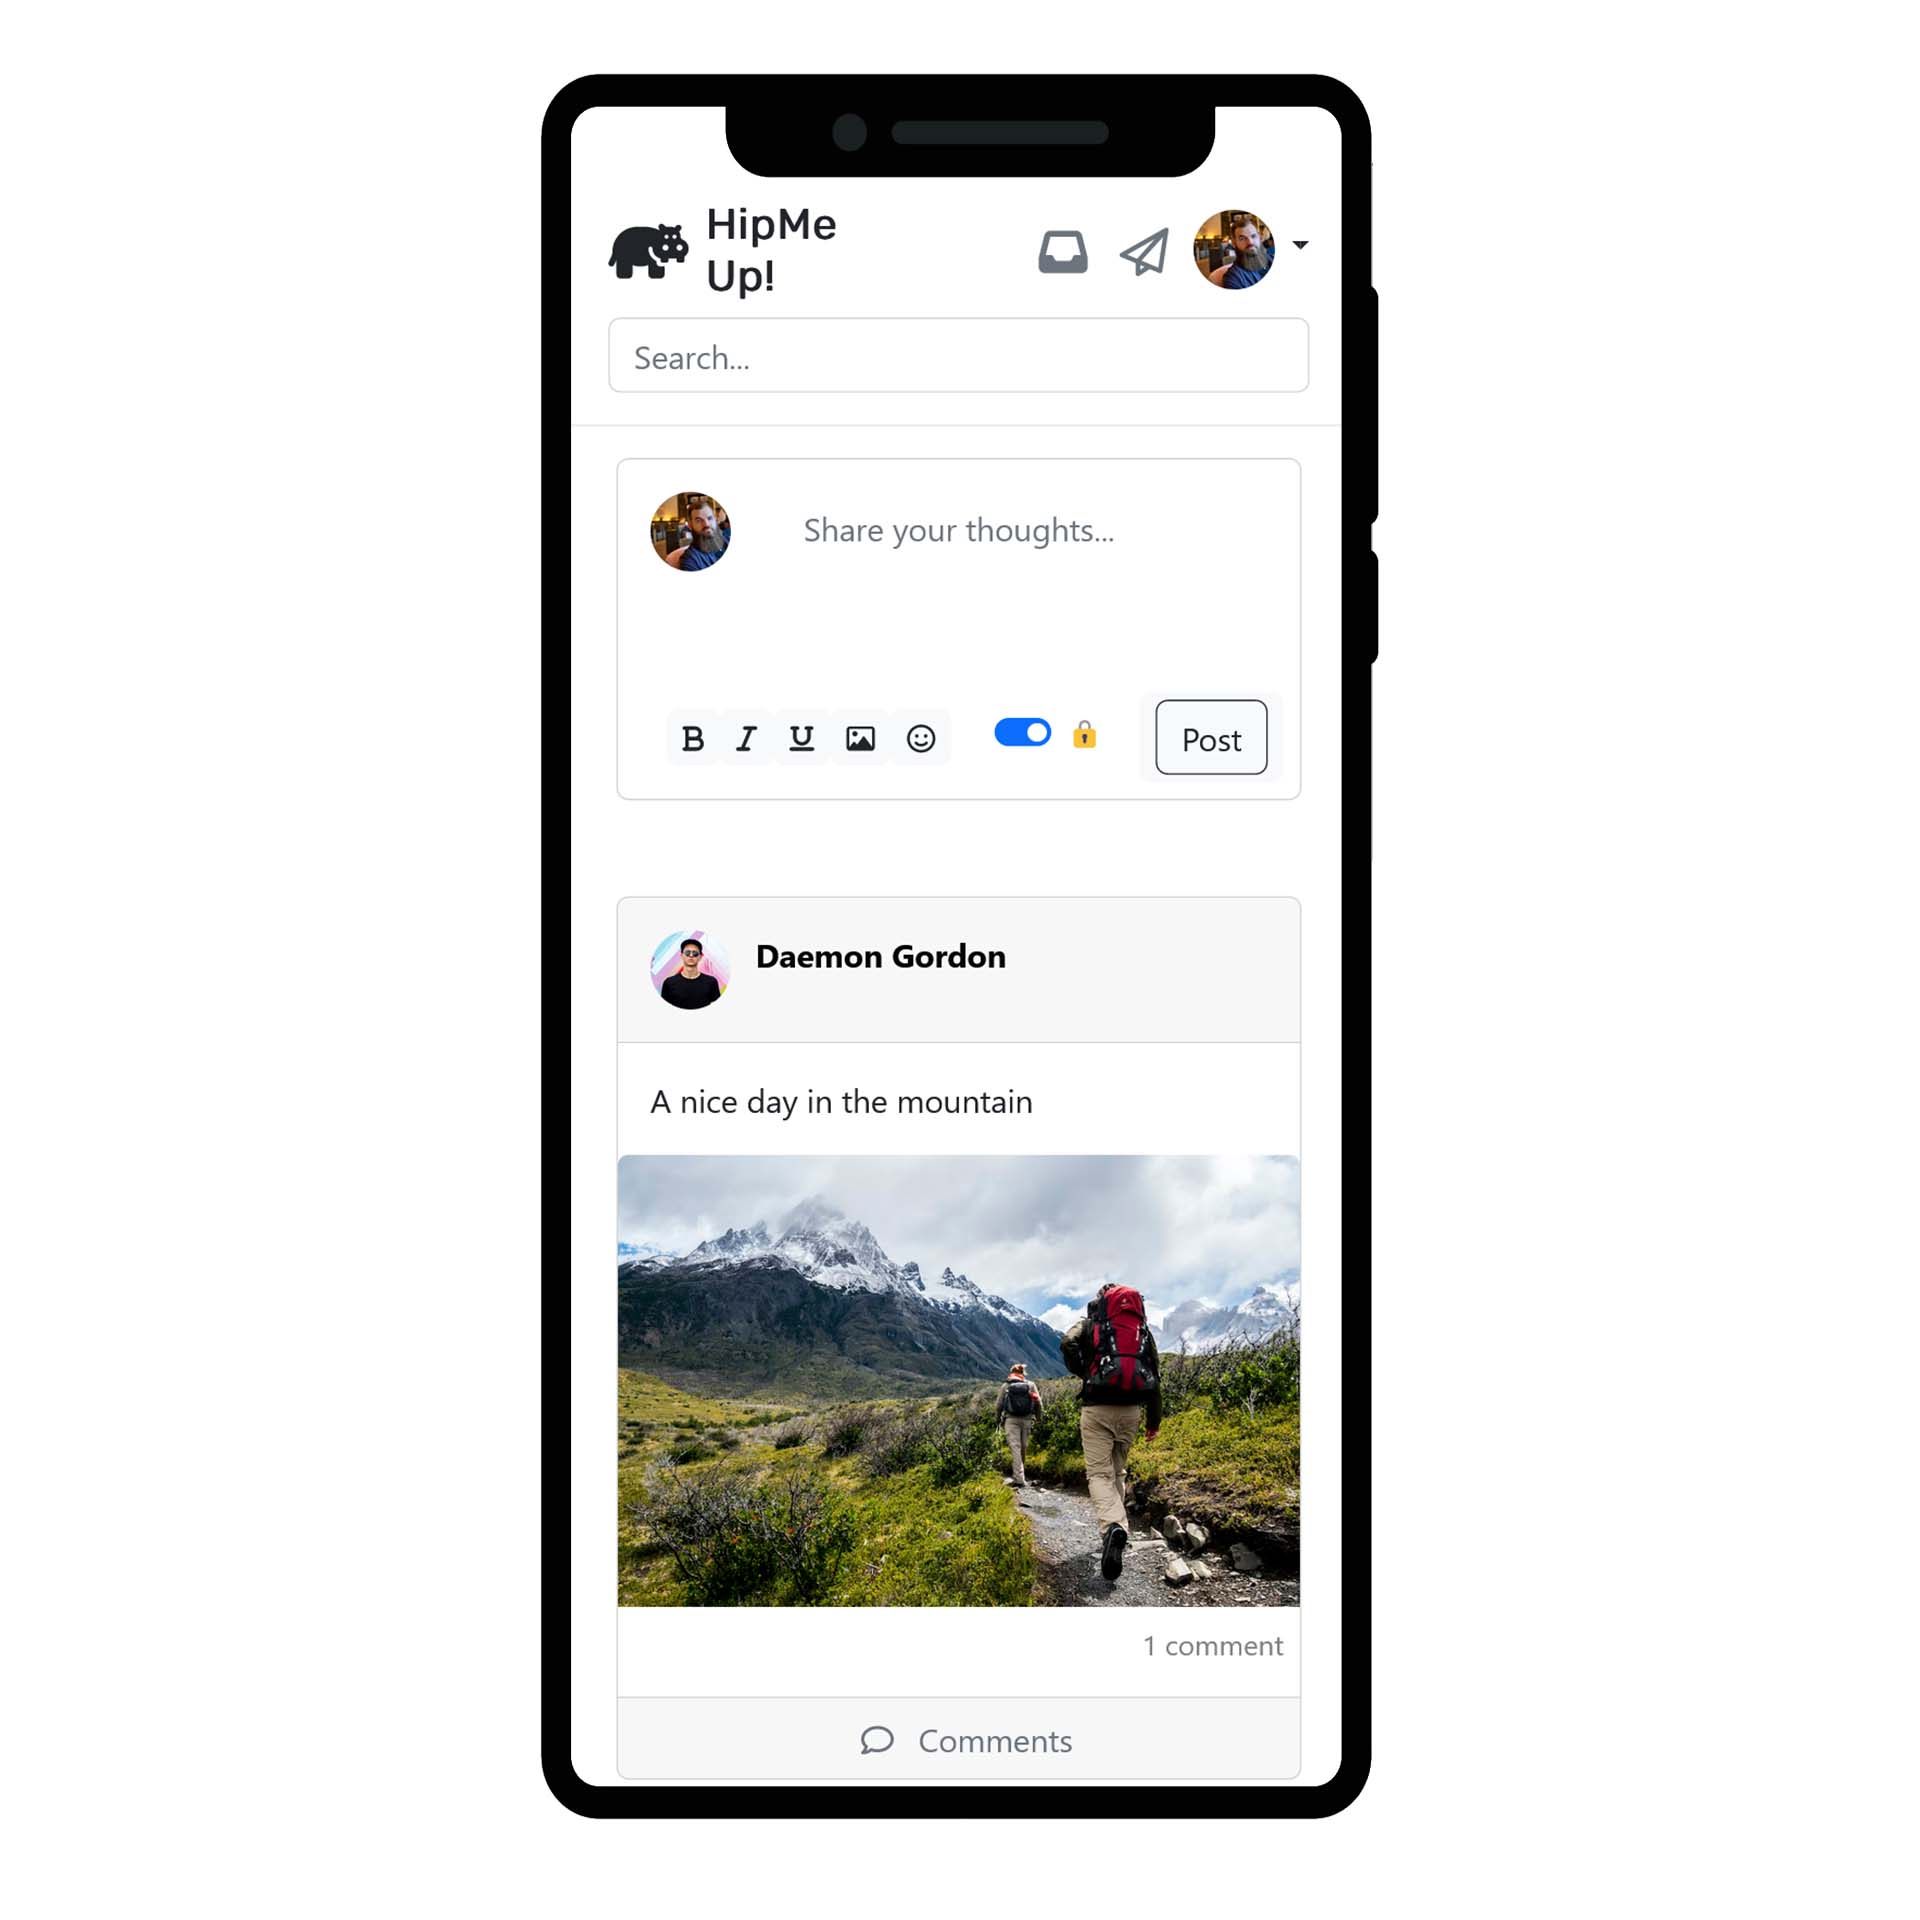 HipMe
Up!
Search...
Share your thoughts...
B I U
Post
Daemon Gordon
A nice day in the mountain
1 comment
Comments